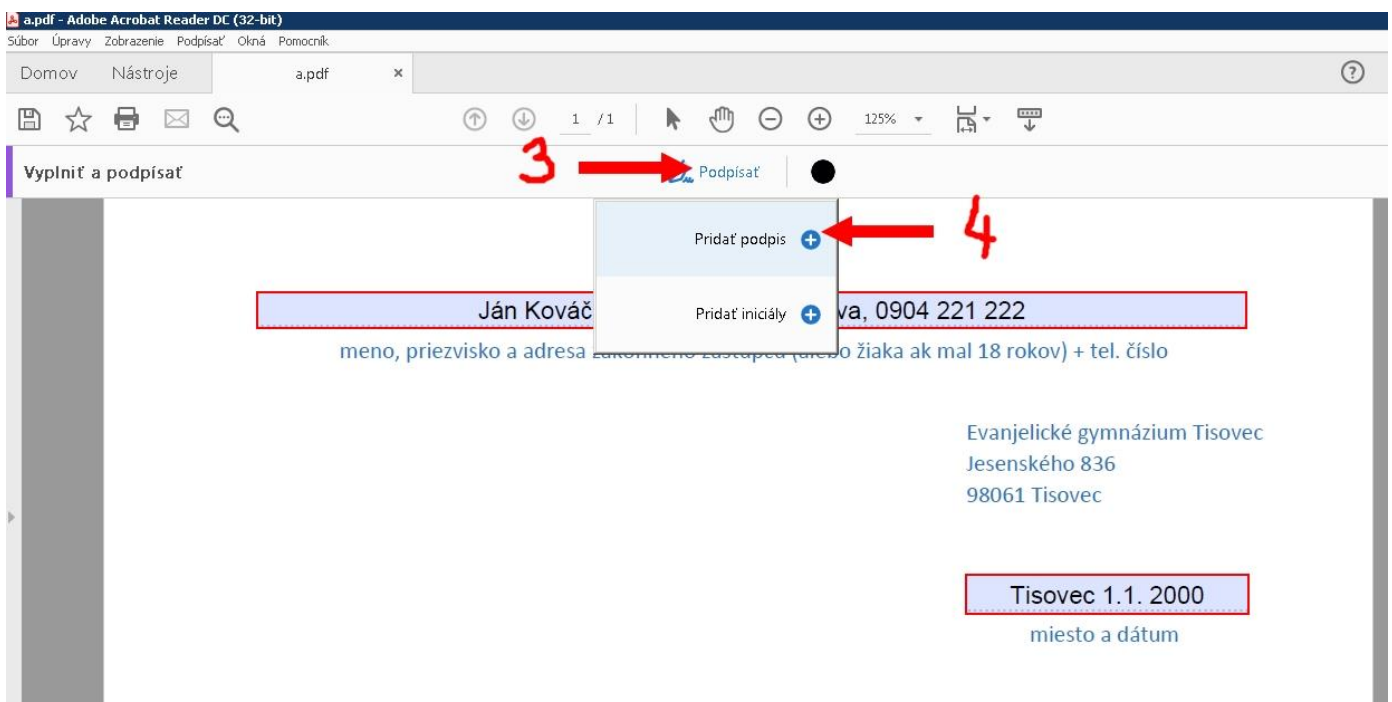 a.pdf - Adobe Acrobat Reader DC (32-bit)
Súbor Úpravy Zobrazenie Podpísať Okná Pomocník
Domov Nástroje a.pdf × ?
1 / 1 125%
Vyplniť a podpísať 3 Podpísať
Pridať podpis 4
Pridať iniciály
Ján Kováč va, 0904 221 222
meno, priezvisko a adresa zákonného zástupcu (alebo žiaka ak mal 18 rokov) + tel. číslo
Evanjelické gymnázium Tisovec
Jesenského 836
98061 Tisovec
Tisovec 1.1. 2000
miesto a dátum